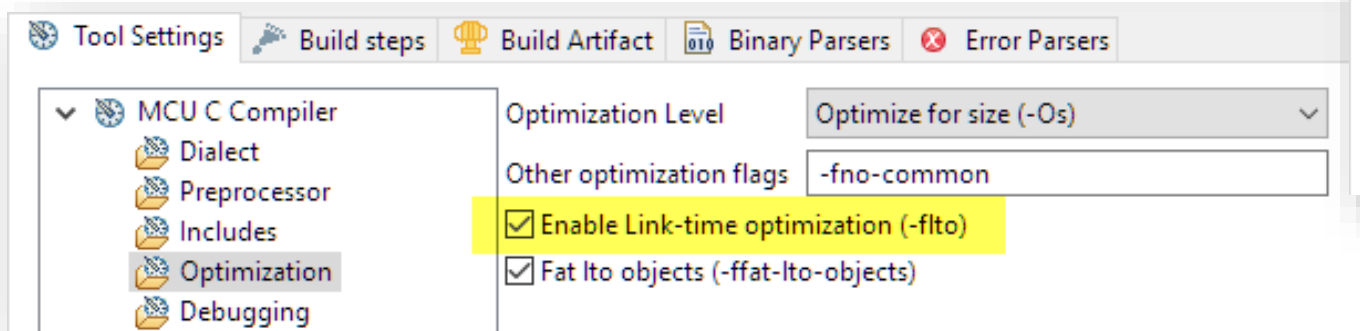 Tool Settings Build steps Build Artifact 010 Binary Parsers Error Parsers
MCU C Compiler
Dialect
Preprocessor
Includes
Optimization
Debugging
Optimization Level Optimize for size (-Os)
Other optimization flags -fno-common
Enable Link-time optimization (-flto)
Fat lto objects (-ffat-lto-objects)